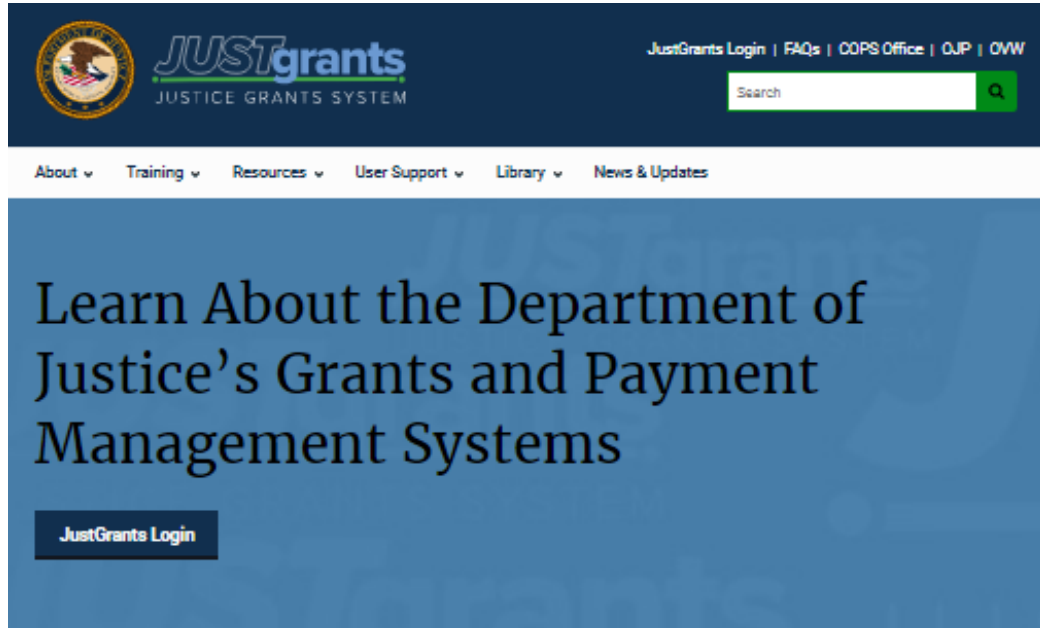 JUSTgrants
JUSTICE GRANTS SYSTEM
JustGrants Login | FAQs | COPS Office | OJP | OVW
Search
About Training Resources User Support Library News & Updates
Learn About the Department of
Justice’s Grants and Payment
Management Systems
JustGrants Login